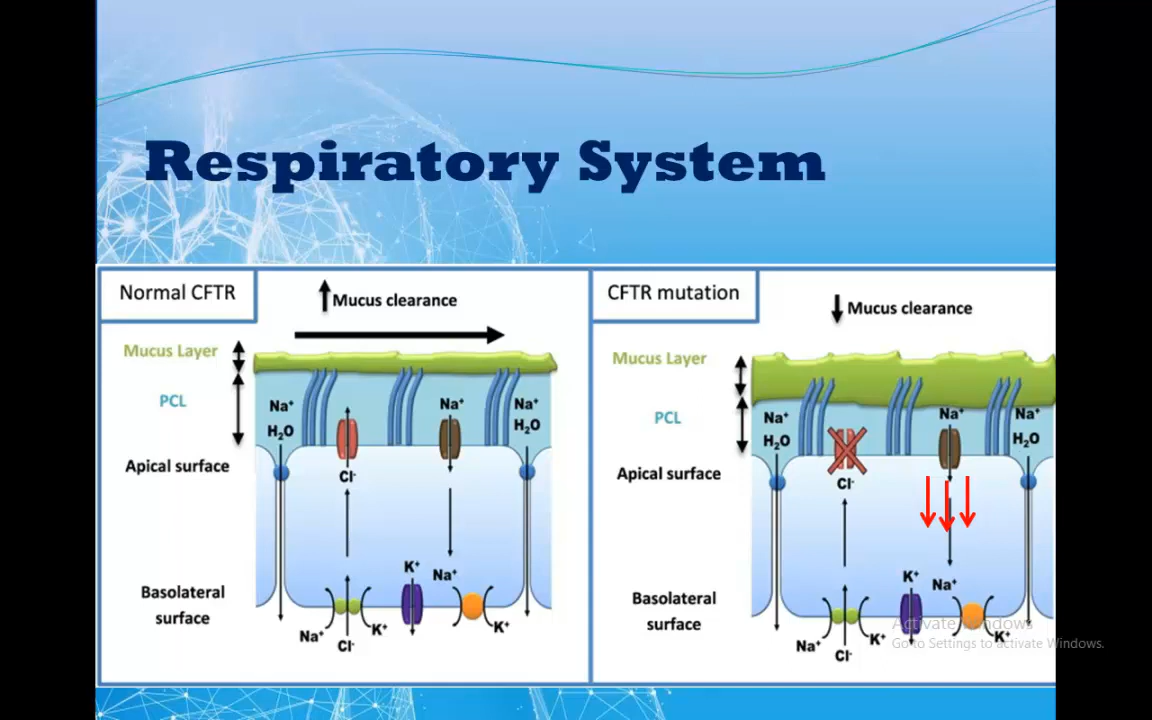 Respiratory System
Normal CFTR
Mucus clearance
Mucus Layer
PCL
Na⁺
H₂O
Na⁺
Na⁺
H₂O
Apical surface
Cl⁻
Basolateral
surface
K⁺
Na⁺
Na⁺
K⁺
Cl⁻
K⁺
CFTR mutation
Mucus clearance
Mucus Layer
PCL
Na⁺
H₂O
Na⁺
Na⁺
H₂O
Apical surface
Cl⁻
Basolateral
surface
K⁺
Na⁺
Na⁺
K⁺
Cl⁻
K⁺
Activate Windows
Go to Settings to activate Windows.